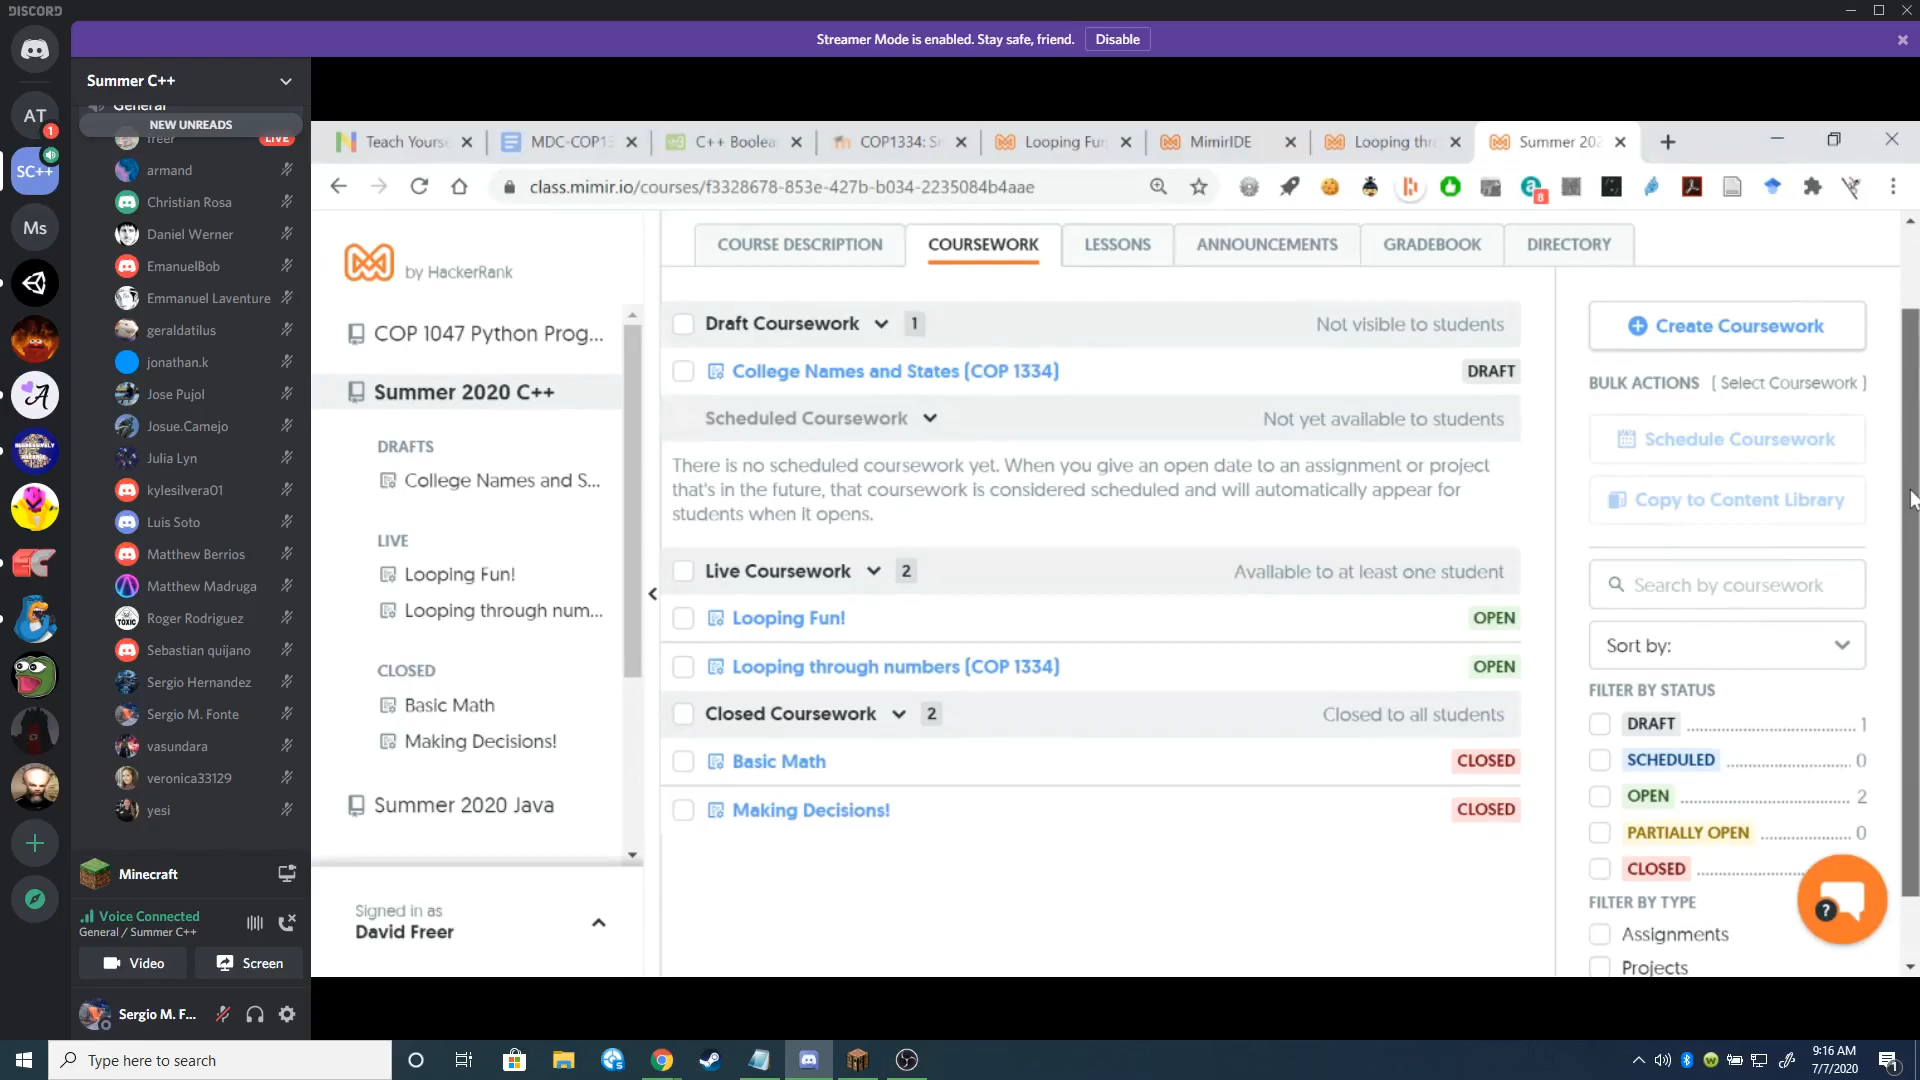 DISCORD
Streamer Mode is enabled. Stay safe, friend.
Disable
Summer C++
General
NEW UNREADS
freer
LIVE
AT
1
SC++
Ms
armand
Christian Rosa
Daniel Werner
EmanuelBob
Emmanuel Laventure
geraldatilus
jonathan.k
Jose Pujol
Josue.Camejo
Julia Lyn
kylesilvera01
Luis Soto
Matthew Berrios
Matthew Madruga
Roger Rodriguez
Sebastian quijano
Sergio Hernandez
Sergio M. Fonte
vasundara
veronica33129
yesi
TOXIC
Minecraft
Voice Connected
General / Summer C++
Video
Screen
Sergio M. F...
Teach Yourse
MDC-COP13
C++ Boolea
COP1334: Sn
Looping Fun
MimirIDE
Looping thr
Summer 202
class.mimir.io/courses/f3328678-853e-427b-b034-2235084b4aae
8
by HackerRank
COP 1047 Python Prog...
Summer 2020 C++
DRAFTS
College Names and S...
LIVE
Looping Fun!
Looping through num...
CLOSED
Basic Math
Making Decisions!
Summer 2020 Java
Signed in as
David Freer
COURSE DESCRIPTION
COURSEWORK
LESSONS
ANNOUNCEMENTS
GRADEBOOK
DIRECTORY
Draft Coursework 1 Not visible to students
College Names and States (COP 1334) DRAFT
Scheduled Coursework Not yet available to students
There is no scheduled coursework yet. When you give an open date to an assignment or project
that's in the future, that coursework is considered scheduled and will automatically appear for
students when it opens.
Live Coursework 2 Available to at least one student
Looping Fun! OPEN
Looping through numbers (COP 1334) OPEN
Closed Coursework 2 Closed to all students
Basic Math CLOSED
Making Decisions! CLOSED
Create Coursework
BULK ACTIONS [ Select Coursework ]
Schedule Coursework
Copy to Content Library
Search by coursework
Sort by:
FILTER BY STATUS
DRAFT 1
SCHEDULED 0
OPEN 2
PARTIALLY OPEN 0
CLOSED
FILTER BY TYPE
Assignments
Projects
?
Type here to search
9:16 AM
7/7/2020
1